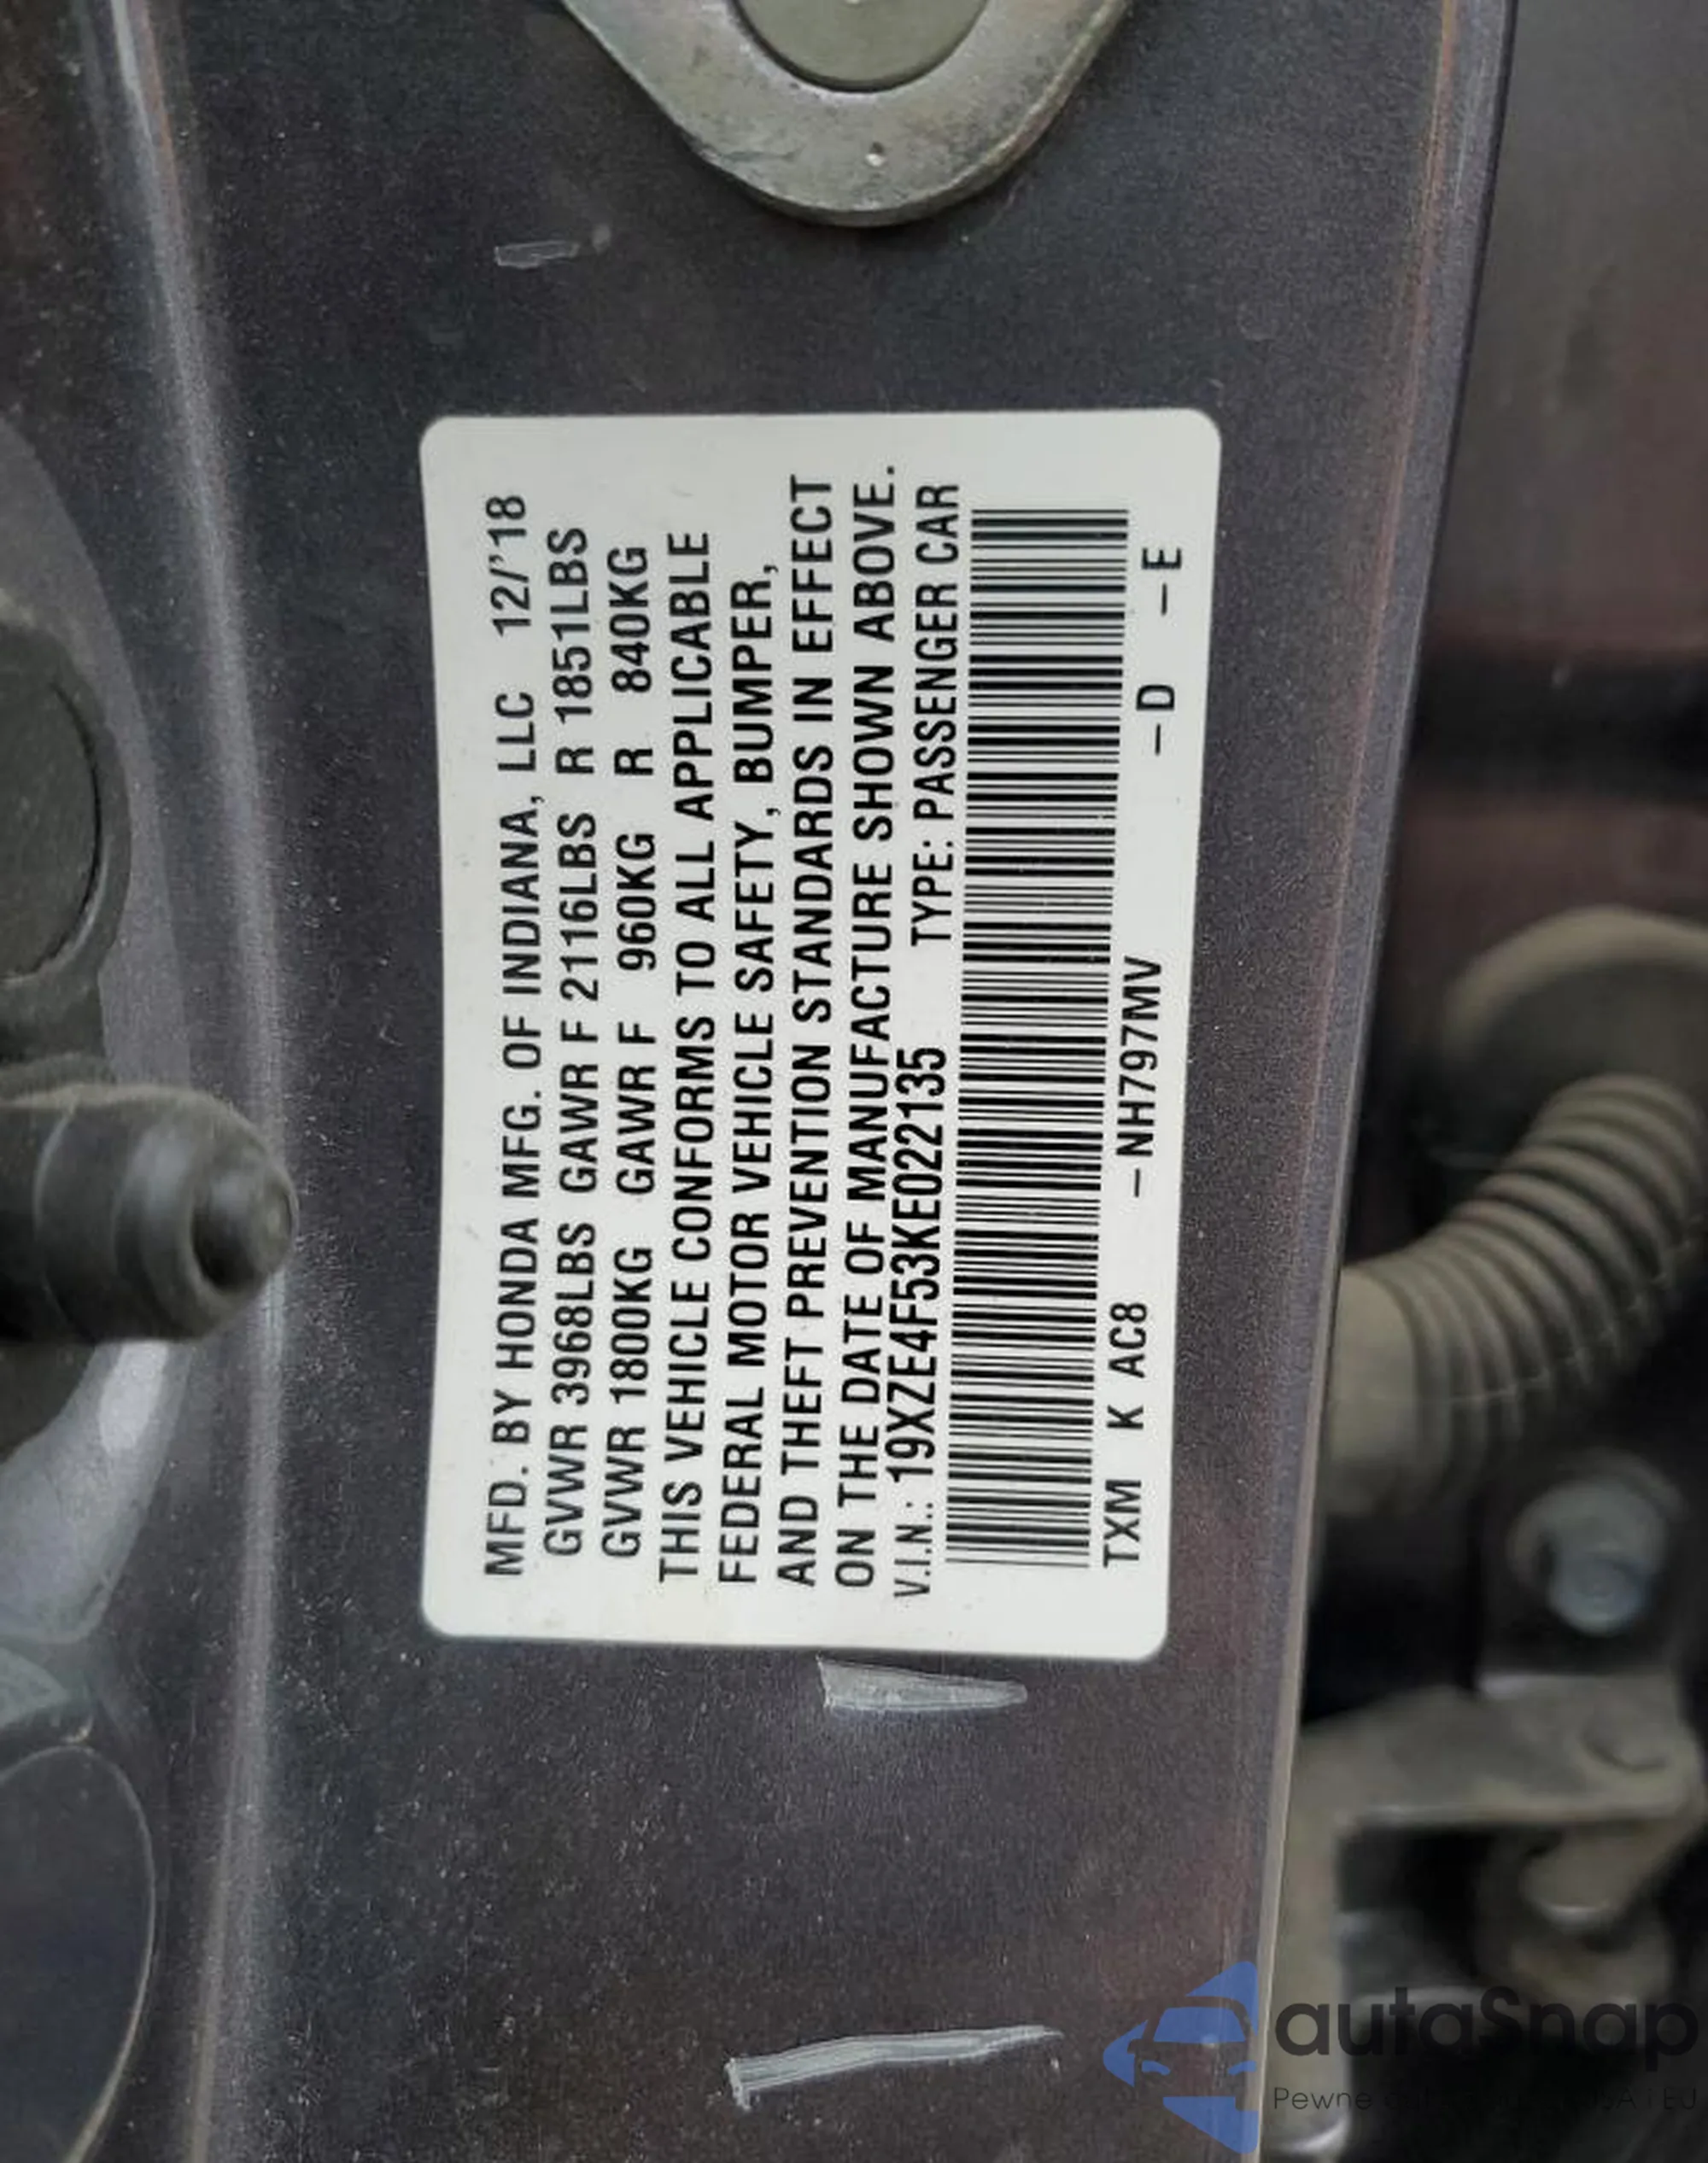 MFD. BY HONDA MFG. OF INDIANA, LLC 12/'18
GVWR 3968LBS GAWR F 2116LBS R 1851LBS
GVWR 1800KG GAWR F 960KG R 840KG
THIS VEHICLE CONFORMS TO ALL APPLICABLE
FEDERAL MOTOR VEHICLE SAFETY, BUMPER,
AND THEFT PREVENTION STANDARDS IN EFFECT
ON THE DATE OF MANUFACTURE SHOWN ABOVE.
V.I.N.: 19XZE4F53KE022135 TYPE: PASSENGER CAR
TXM K AC8 –NH797MV –D –E
autaSnap
Pewne